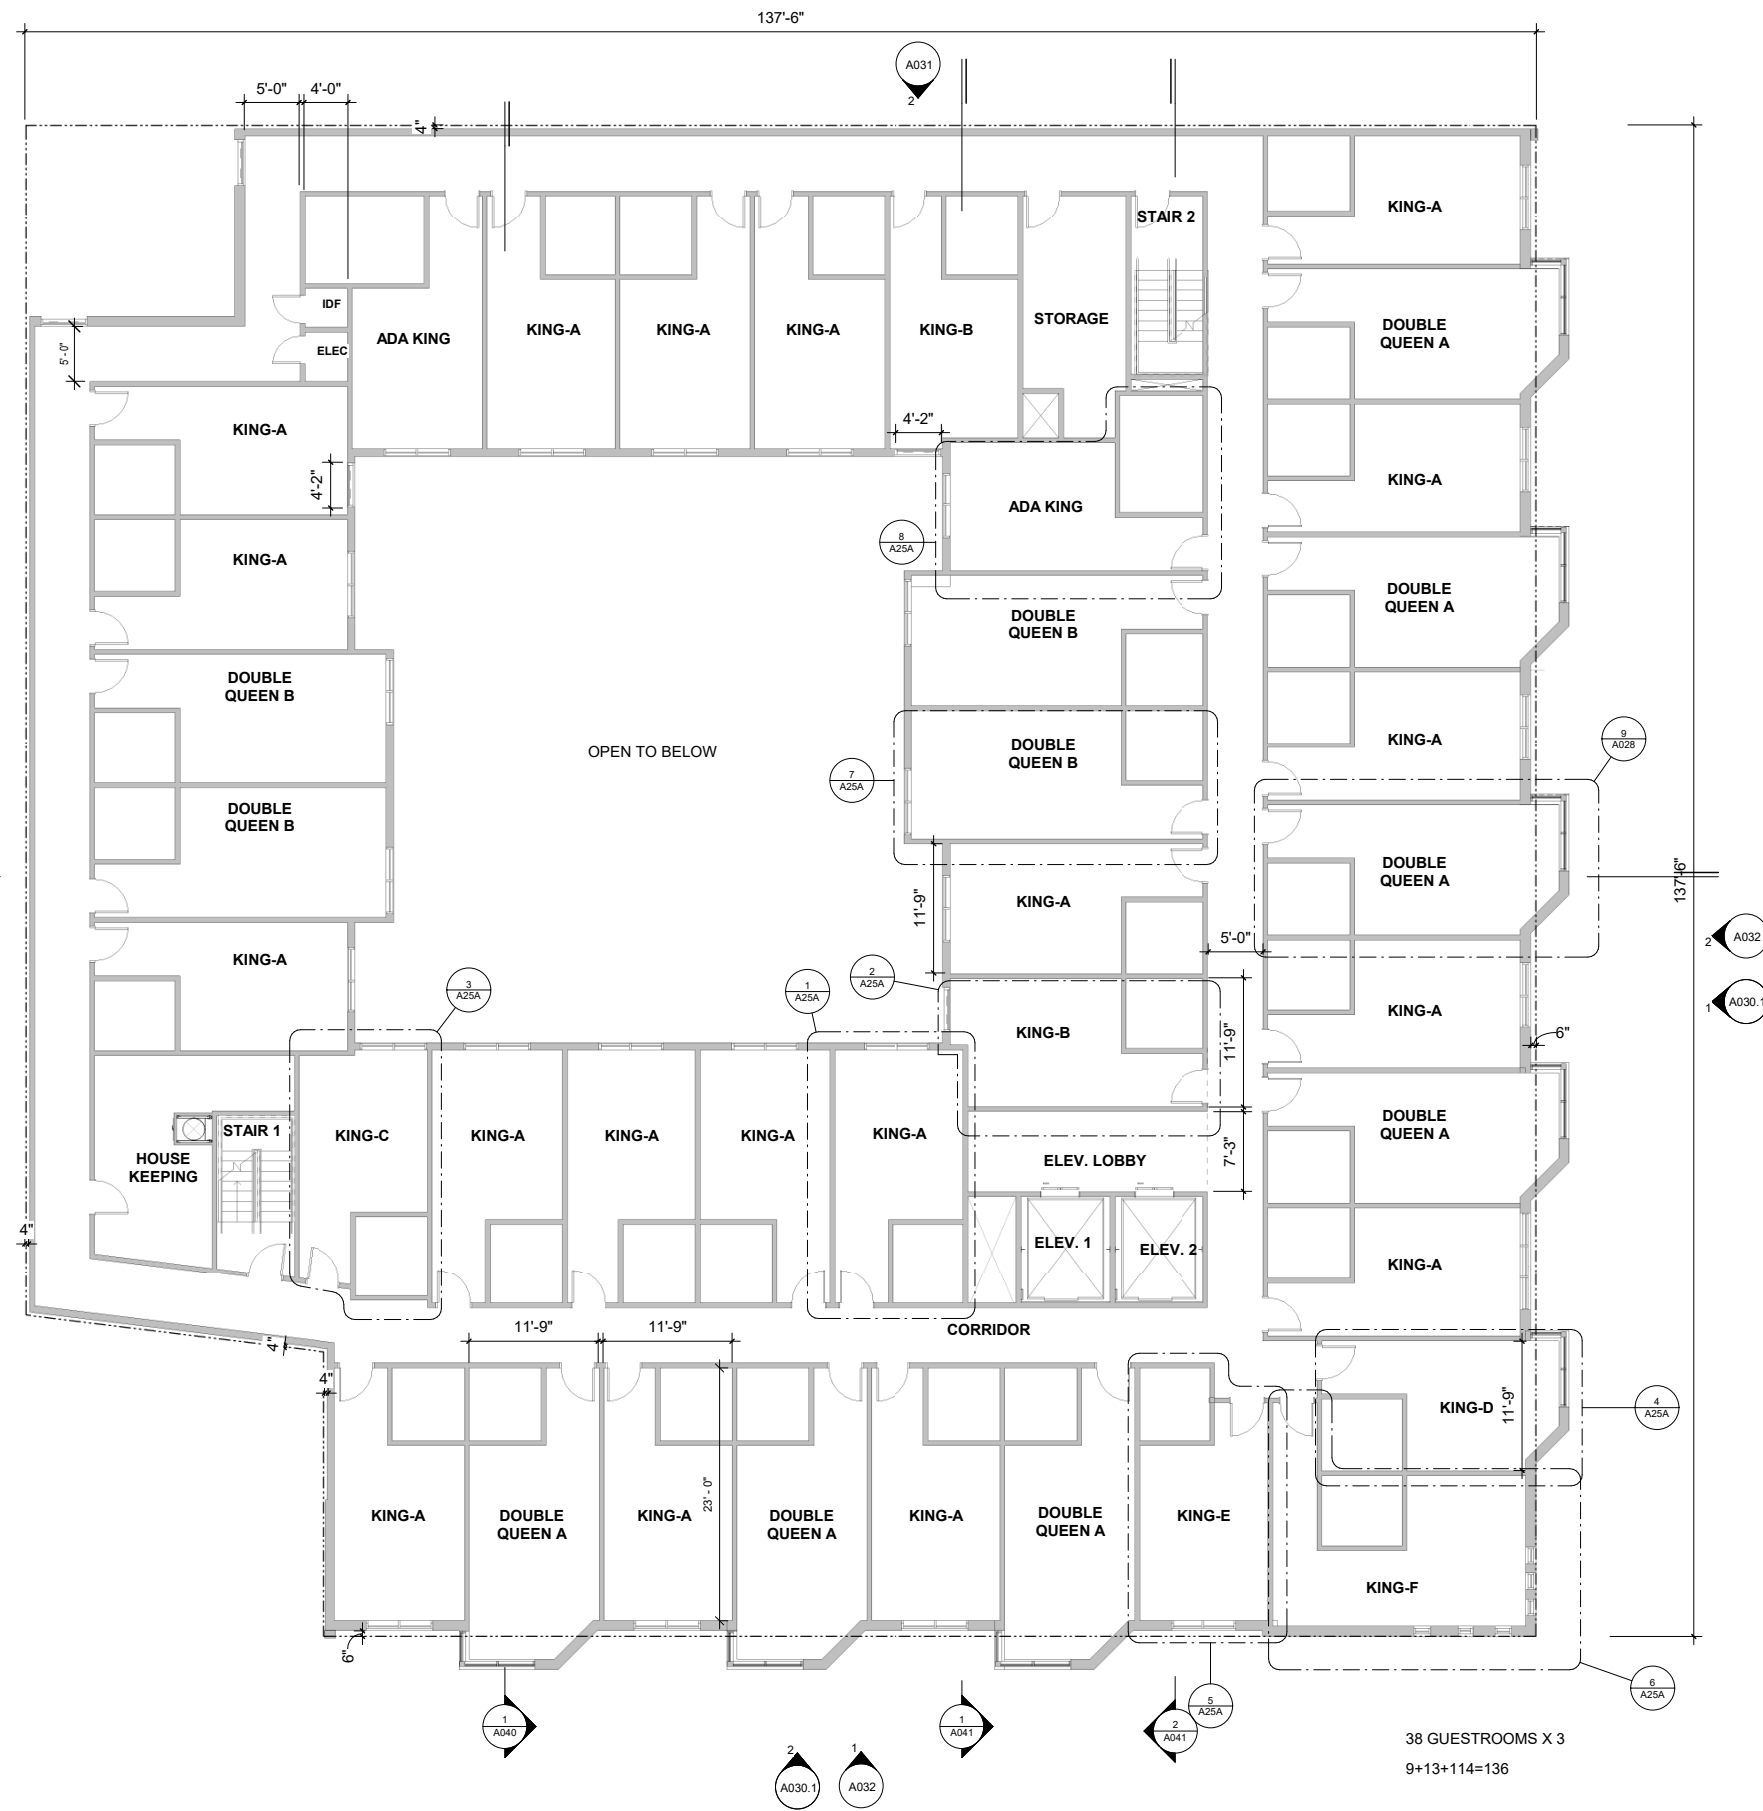 137'-6"
A031
2
5'-0"
4'-0"
4"
KING-A
STAIR 2
IDF
ELEC
ADA KING
KING-A
KING-A
KING-A
KING-B
STORAGE
DOUBLE
QUEEN A
5'-0"
KING-A
4'-2"
4'-2"
KING-A
ADA KING
8
A25A
KING-A
DOUBLE
QUEEN B
DOUBLE
QUEEN A
DOUBLE
QUEEN B
OPEN TO BELOW
DOUBLE
QUEEN B
7
A25A
KING-A
9
A028
DOUBLE
QUEEN B
DOUBLE
QUEEN A
137'-6"
11'-9"
KING-A
5'-0"
2
A032
KING-A
3
A25A
1
A25A
2
A25A
KING-B
11'-9"
KING-A
6"
1
A030.1
STAIR 1
HOUSE
KEEPING
KING-C
KING-A
KING-A
KING-A
KING-A
ELEV. LOBBY
7'-3"
DOUBLE
QUEEN A
4"
ELEV. 1
ELEV. 2
KING-A
4"
11'-9"
11'-9"
CORRIDOR
4"
KING-D
11'-9"
4
A25A
23'-0"
KING-A
DOUBLE
QUEEN A
KING-A
DOUBLE
QUEEN A
KING-A
DOUBLE
QUEEN A
KING-E
KING-F
6"
1
A040
1
A041
2
A041
5
A25A
6
A25A
2
A030.1
1
A032
38 GUESTROOMS X 3
9+13+114=136